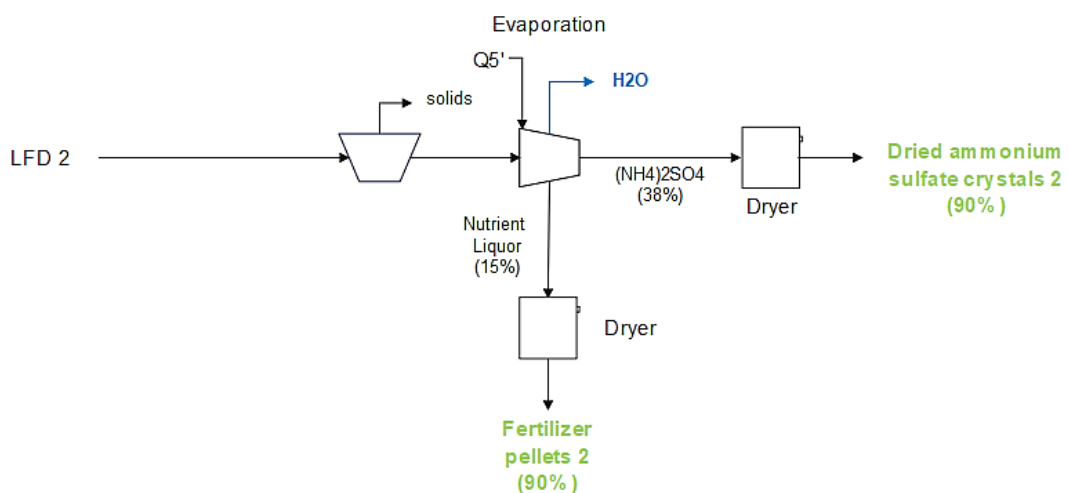 Evaporation
Q5'
H2O
solids
LFD 2
(NH4)2SO4
(38%)
Dryer
Dried ammonium
sulfate crystals 2
(90%)
Nutrient
Liquor
(15%)
Dryer
Fertilizer
pellets 2
(90%)